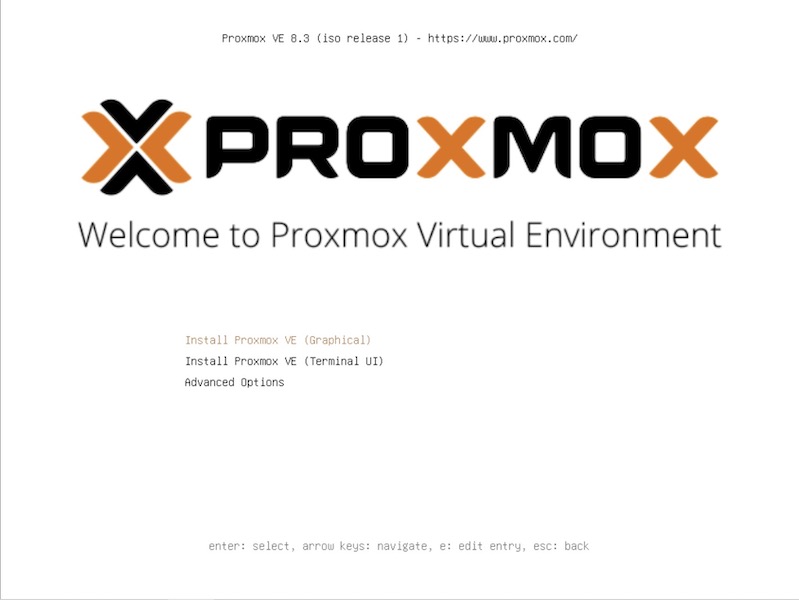 Proxmox VE 8.3 (iso release 1) - https://www.proxmox.com/
PROXMOX
Welcome to Proxmox Virtual Environment
Install Proxmox VE (Graphical)
Install Proxmox VE (Terminal UI)
Advanced Options
enter: select, arrow keys: navigate, e: edit entry, esc: back